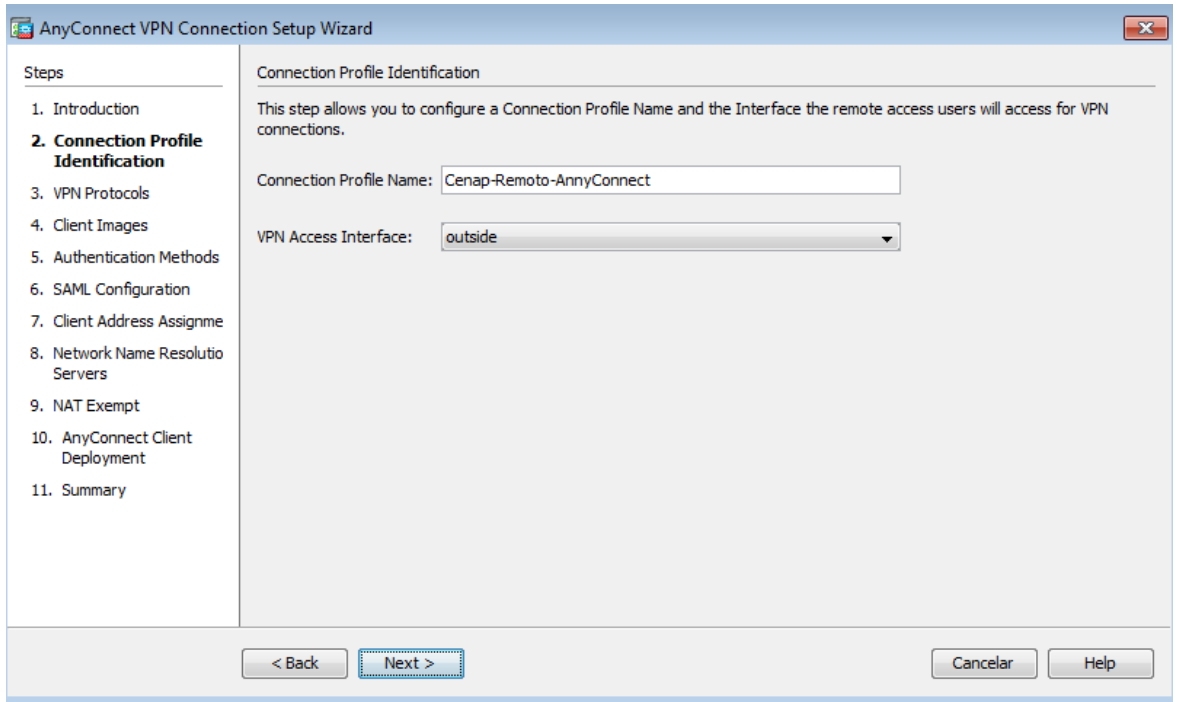 AnyConnect VPN Connection Setup Wizard
Steps
1. Introduction
2. Connection Profile
Identification
3. VPN Protocols
4. Client Images
5. Authentication Methods
6. SAML Configuration
7. Client Address Assignme
8. Network Name Resolutio
Servers
9. NAT Exempt
10. AnyConnect Client
Deployment
11. Summary
Connection Profile Identification
This step allows you to configure a Connection Profile Name and the Interface the remote access users will access for VPN
connections.
Connection Profile Name: Cenap-Remoto-AnnyConnect
VPN Access Interface: outside
< Back Next > Cancelar Help